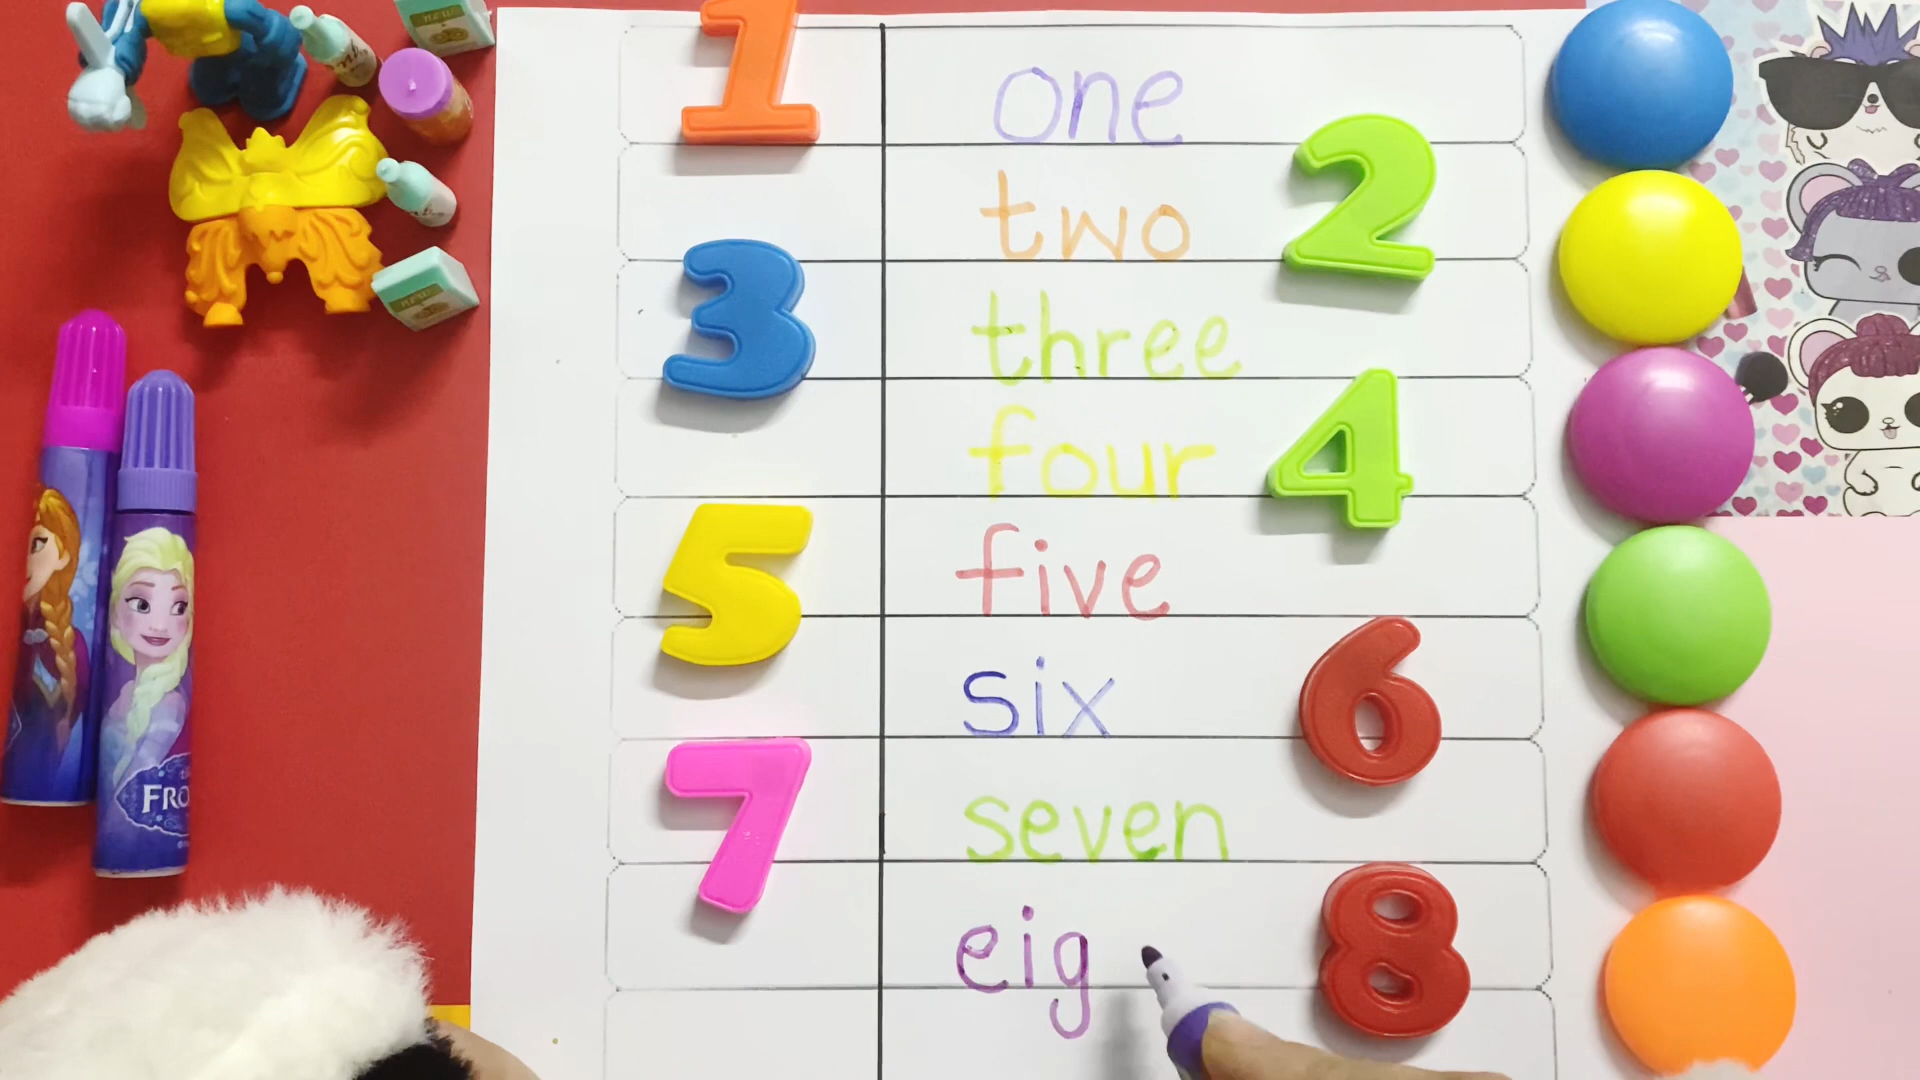 1 one
two 2
3 three
four 4
5 five
six 6
7 seven
eig 8
FRO